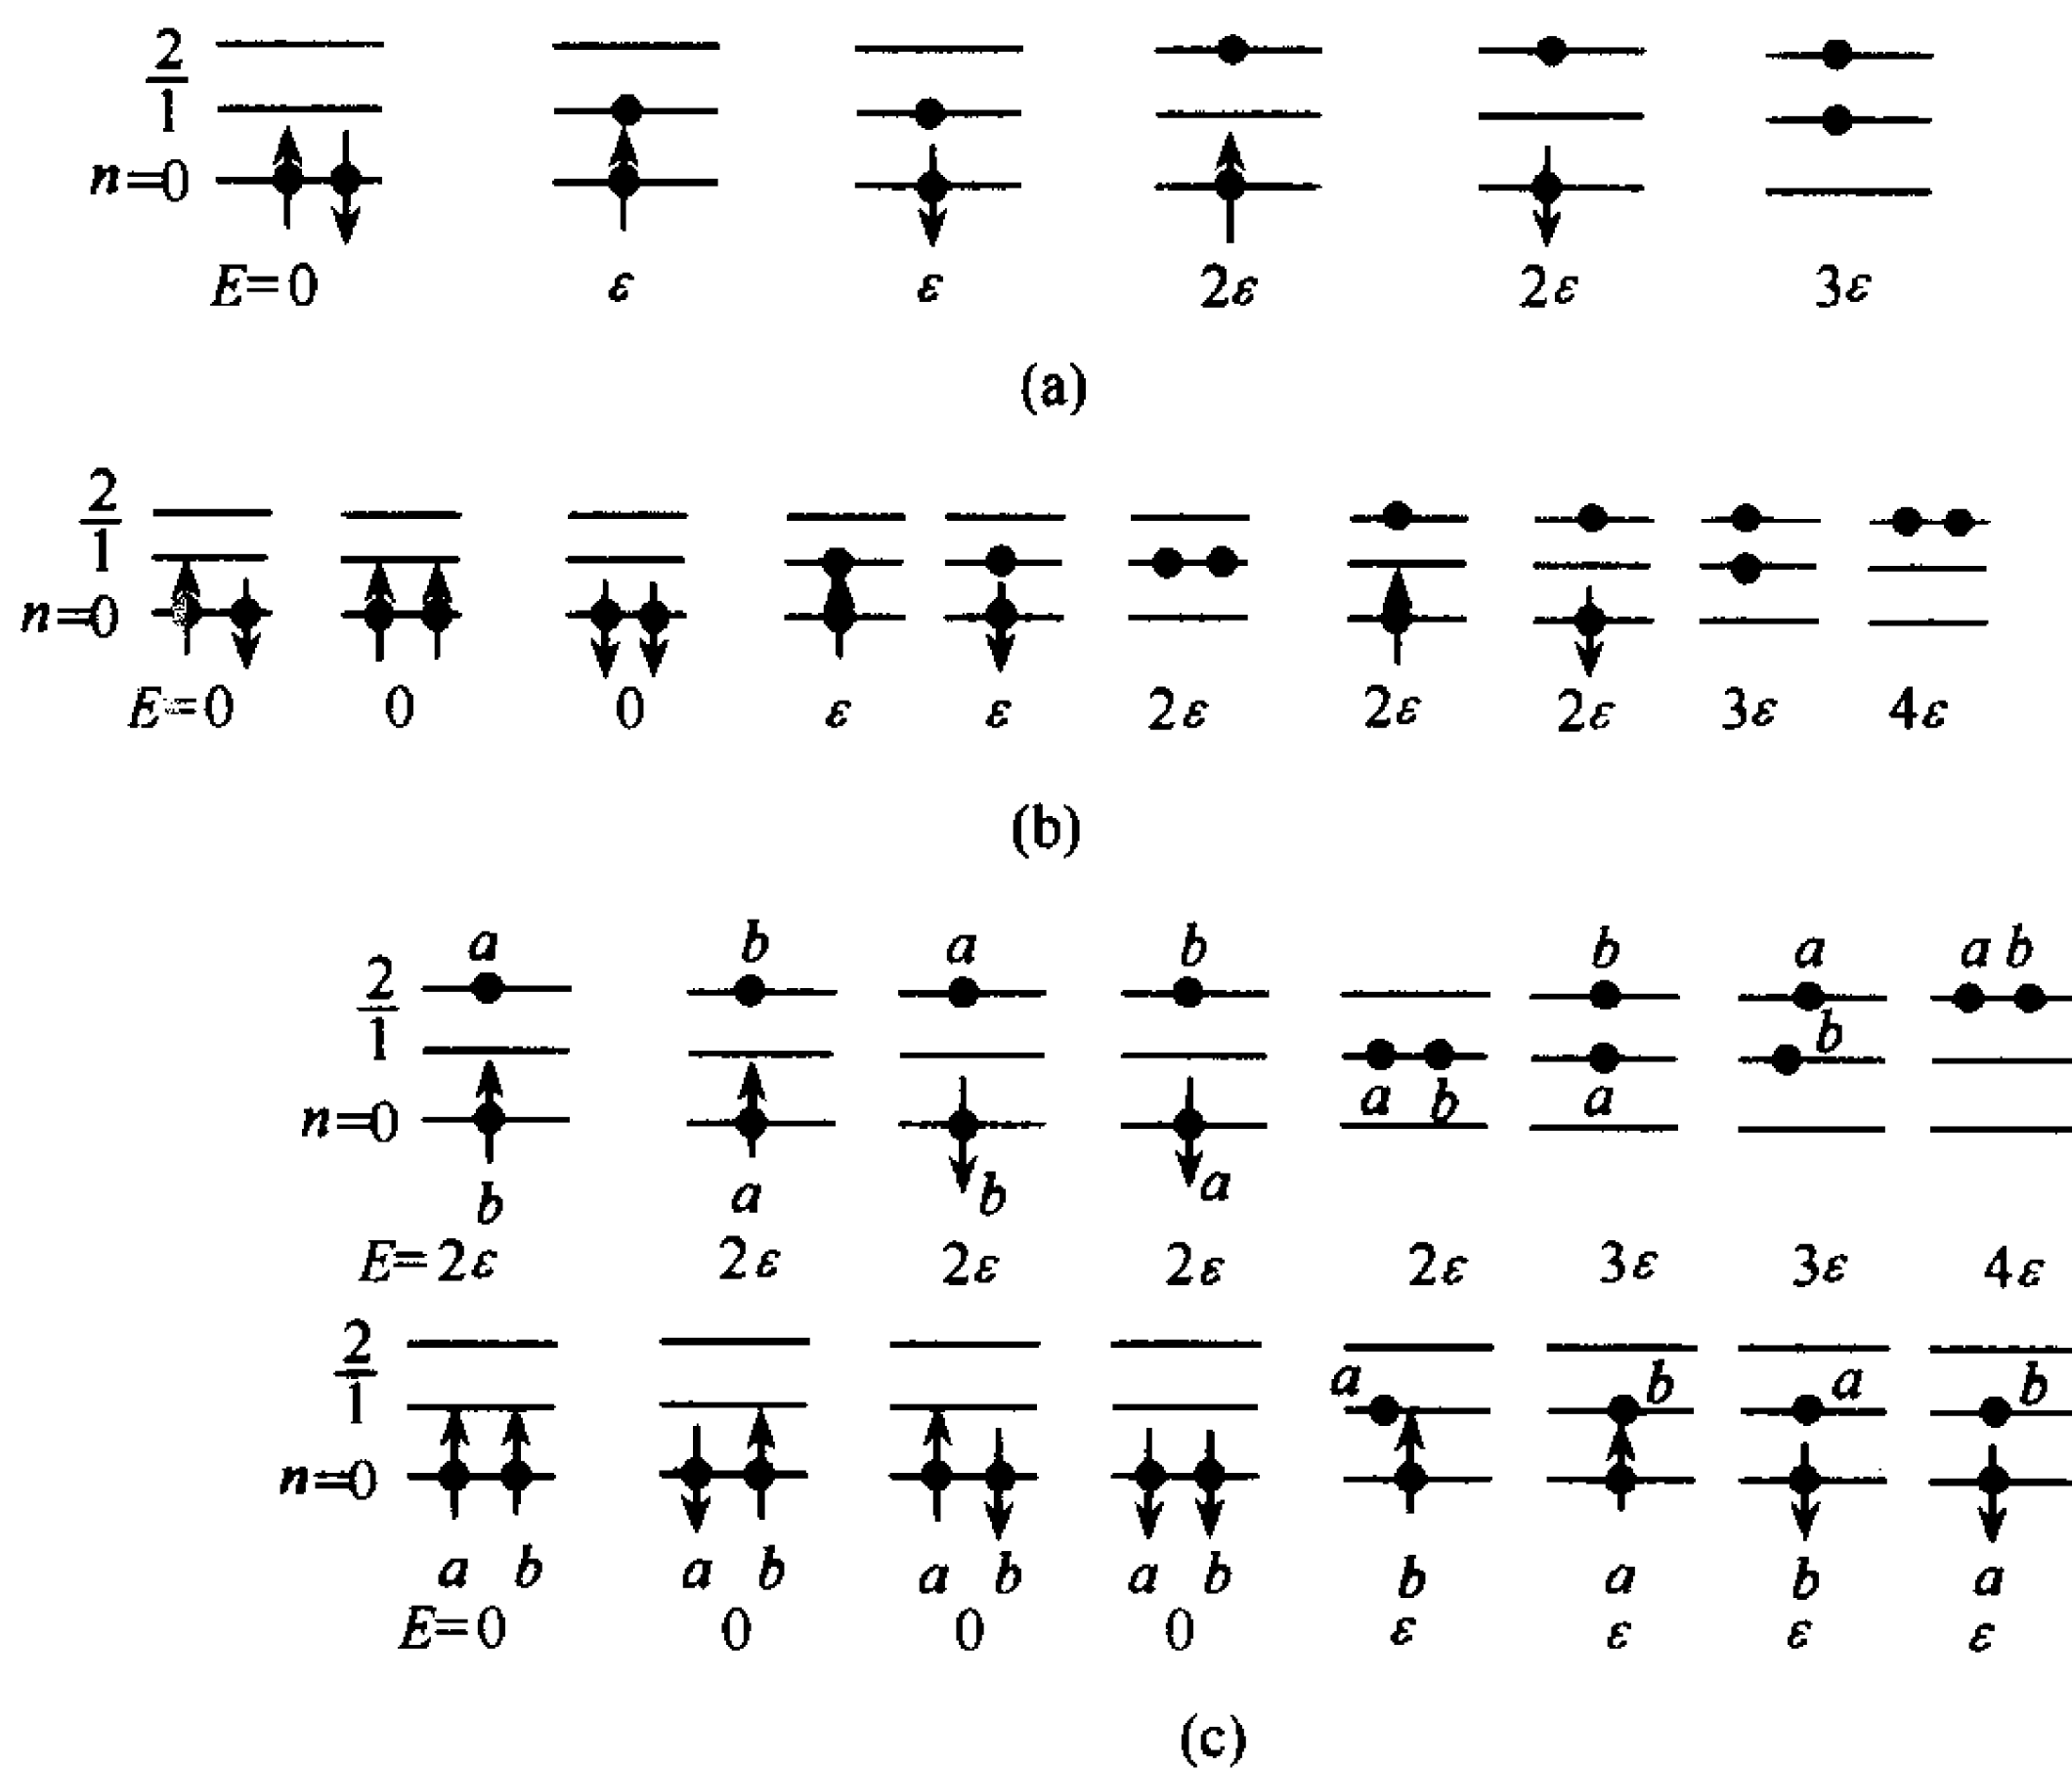 2
1
n=0
E=0 ε ε 2ε 2ε 3ε
(a)
2
1
n=0
E=0 0 0 ε ε 2ε 2ε 2ε 3ε 4ε
(b)
a b a b b a a b
2
1
b
a b a
n=0
b a b a
E=2ε 2ε 2ε 2ε 2ε 3ε 3ε 4ε
2
1
a b a b
n=0
a b a b a b a b b a b a
E=0 0 0 0 ε ε ε ε
(c)